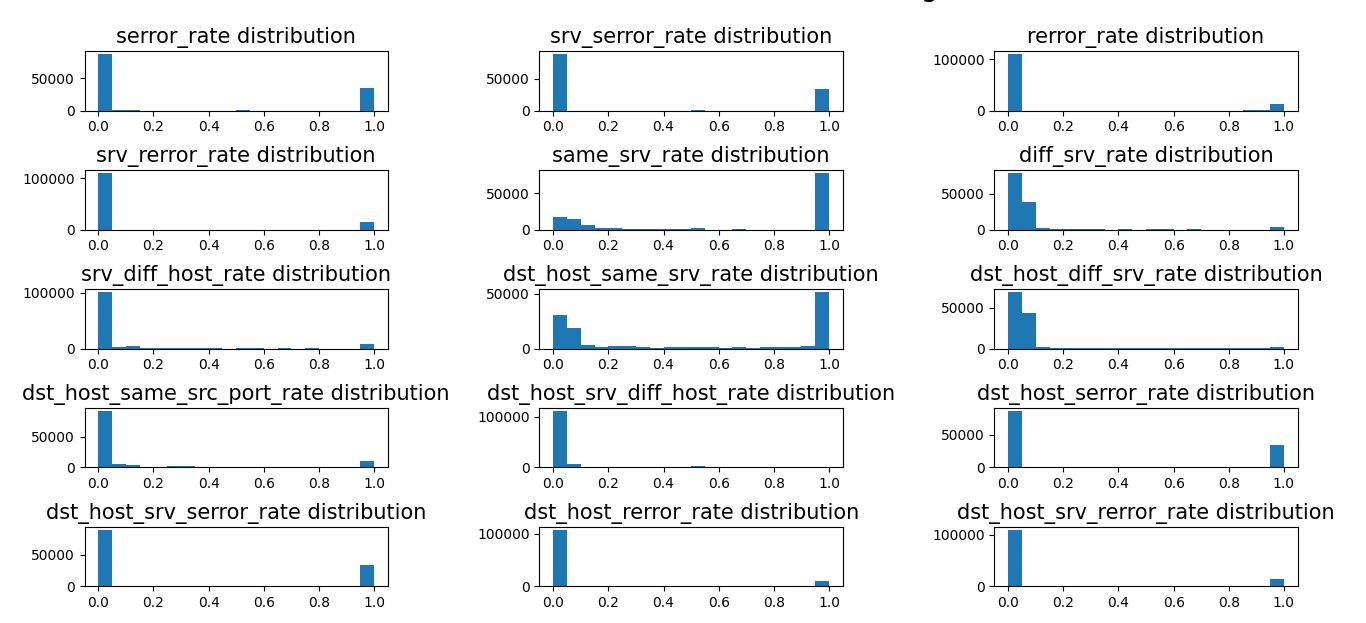 serror_rate distribution
srv_serror_rate distribution
rerror_rate distribution
50000
0
0.0 0.2 0.4 0.6 0.8 1.0
50000
0
0.0 0.2 0.4 0.6 0.8 1.0
100000
0
0.0 0.2 0.4 0.6 0.8 1.0
srv_rerror_rate distribution
same_srv_rate distribution
diff_srv_rate distribution
100000
0
0.0 0.2 0.4 0.6 0.8 1.0
50000
0
0.0 0.2 0.4 0.6 0.8 1.0
50000
0
0.0 0.2 0.4 0.6 0.8 1.0
srv_diff_host_rate distribution
dst_host_same_srv_rate distribution
dst_host_diff_srv_rate distribution
100000
0
0.0 0.2 0.4 0.6 0.8 1.0
50000
0
0.0 0.2 0.4 0.6 0.8 1.0
50000
0
0.0 0.2 0.4 0.6 0.8 1.0
dst_host_same_src_port_rate distribution
dst_host_srv_diff_host_rate distribution
dst_host_serror_rate distribution
50000
0
0.0 0.2 0.4 0.6 0.8 1.0
100000
0
0.0 0.2 0.4 0.6 0.8 1.0
50000
0
0.0 0.2 0.4 0.6 0.8 1.0
dst_host_srv_serror_rate distribution
dst_host_rerror_rate distribution
dst_host_srv_rerror_rate distribution
50000
0
0.0 0.2 0.4 0.6 0.8 1.0
100000
0
0.0 0.2 0.4 0.6 0.8 1.0
100000
0
0.0 0.2 0.4 0.6 0.8 1.0